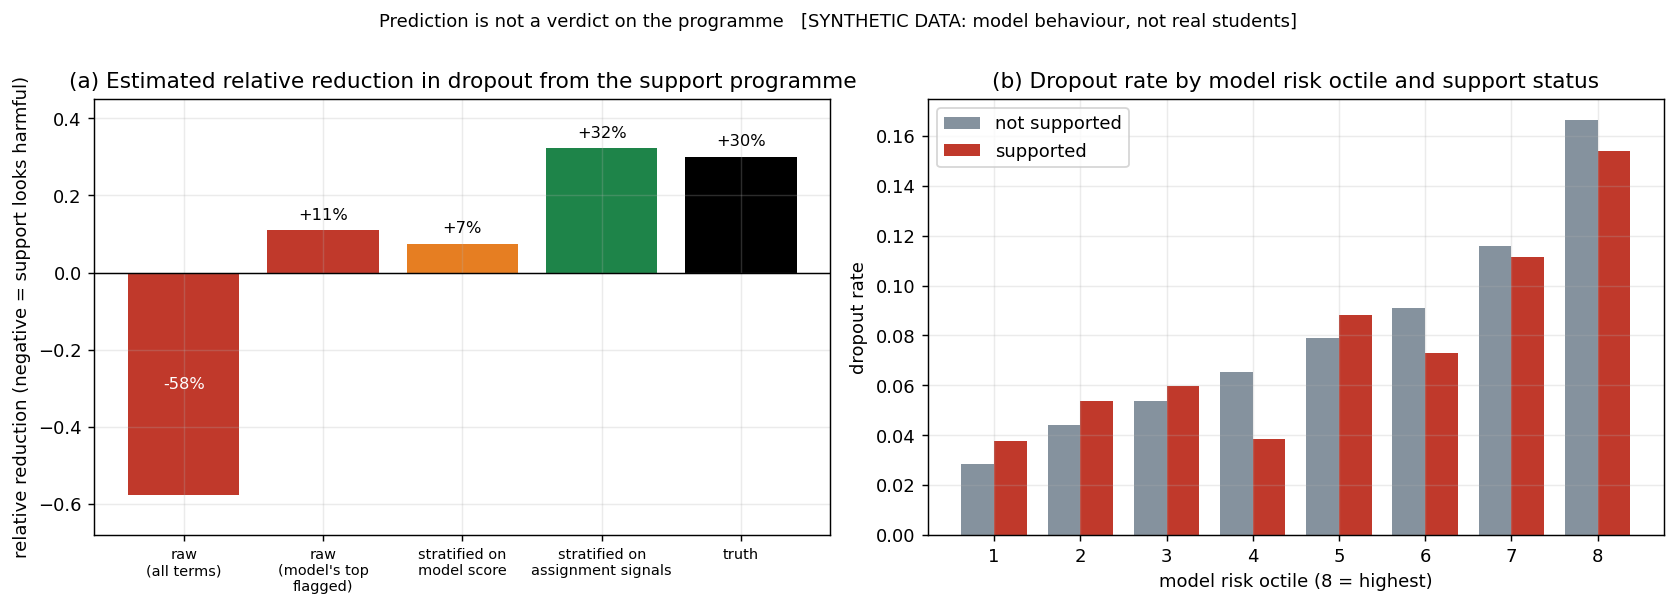 Prediction is not a verdict on the programme   [SYNTHETIC DATA: model behaviour, not real students]
(a) Estimated relative reduction in dropout from the support programme
relative reduction (negative = support looks harmful)
0.4
0.2
0.0
−0.2
−0.4
−0.6
-58%
+11%
+7%
+32%
+30%
raw
(all terms)
raw
(model's top
flagged)
stratified on
model score
stratified on
assignment signals
truth
(b) Dropout rate by model risk octile and support status
not supported
supported
dropout rate
0.16
0.14
0.12
0.10
0.08
0.06
0.04
0.02
0.00
1 2 3 4 5 6 7 8
model risk octile (8 = highest)